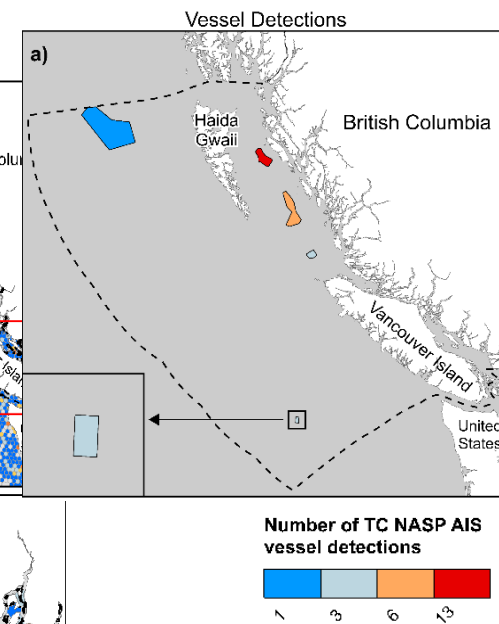 Vessel Detections
a)
Haida
Gwaii
British Columbia
Vancouver Island
United
States
Number of TC NASP AIS
vessel detections
1
3
6
13